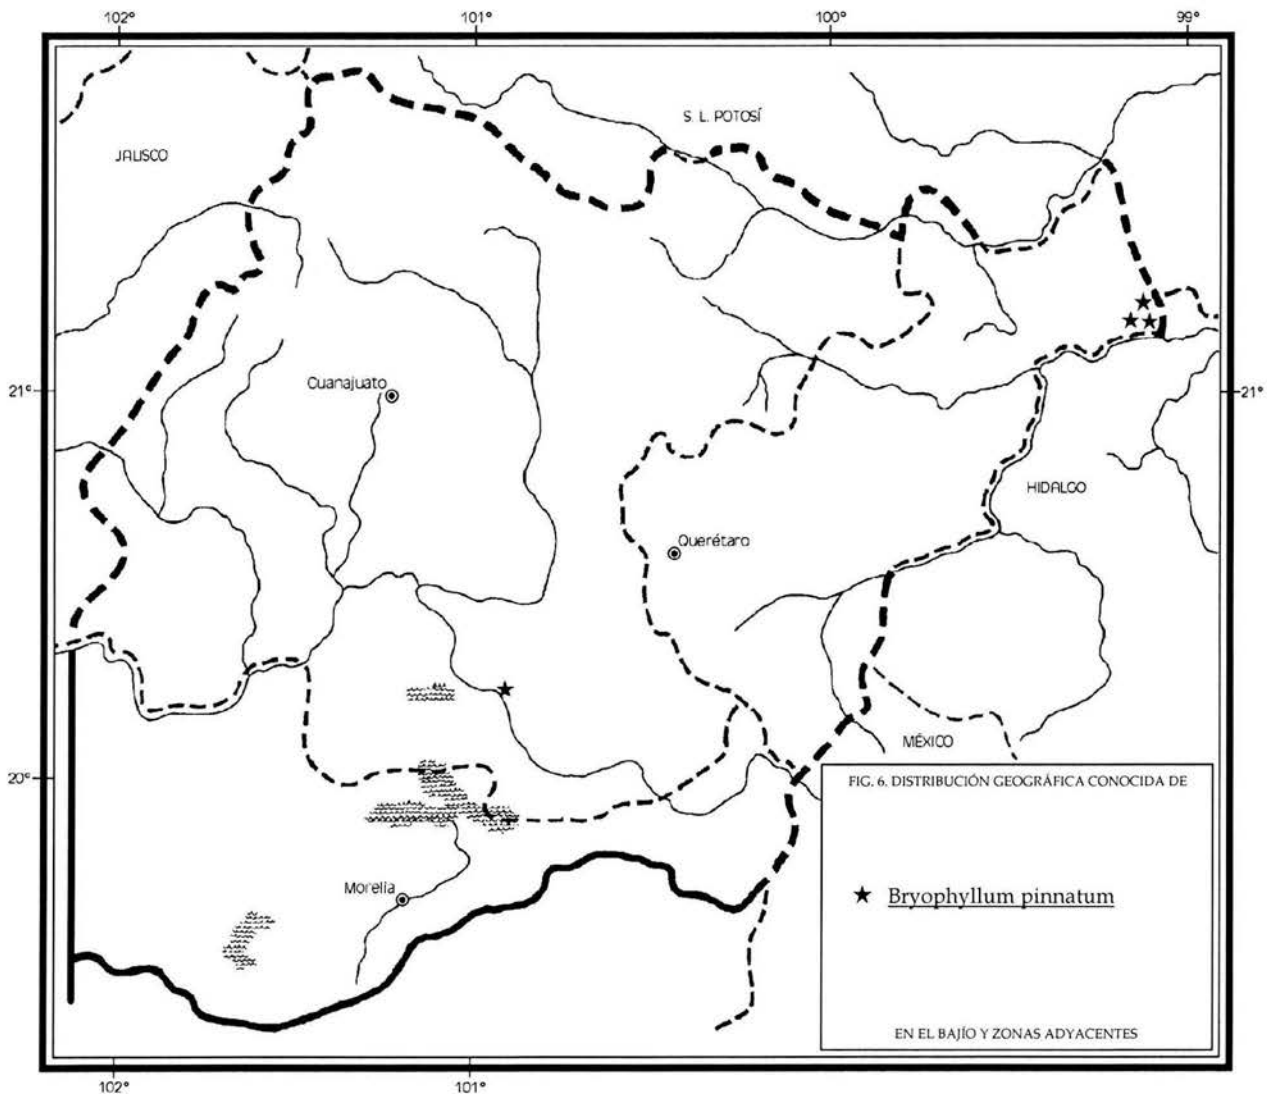 102°
101°
100°
99°
S. L. POTOSÍ
JALISCO
21°
Guanajuato
21°
HIDALGO
Querétaro
MÉXICO
20°
FIG. 6. DISTRIBUCIÓN GEOGRÁFICA CONOCIDA DE
Bryophyllum pinnatum
Morelia
EN EL BAJÍO Y ZONAS ADYACENTES
102°
101°